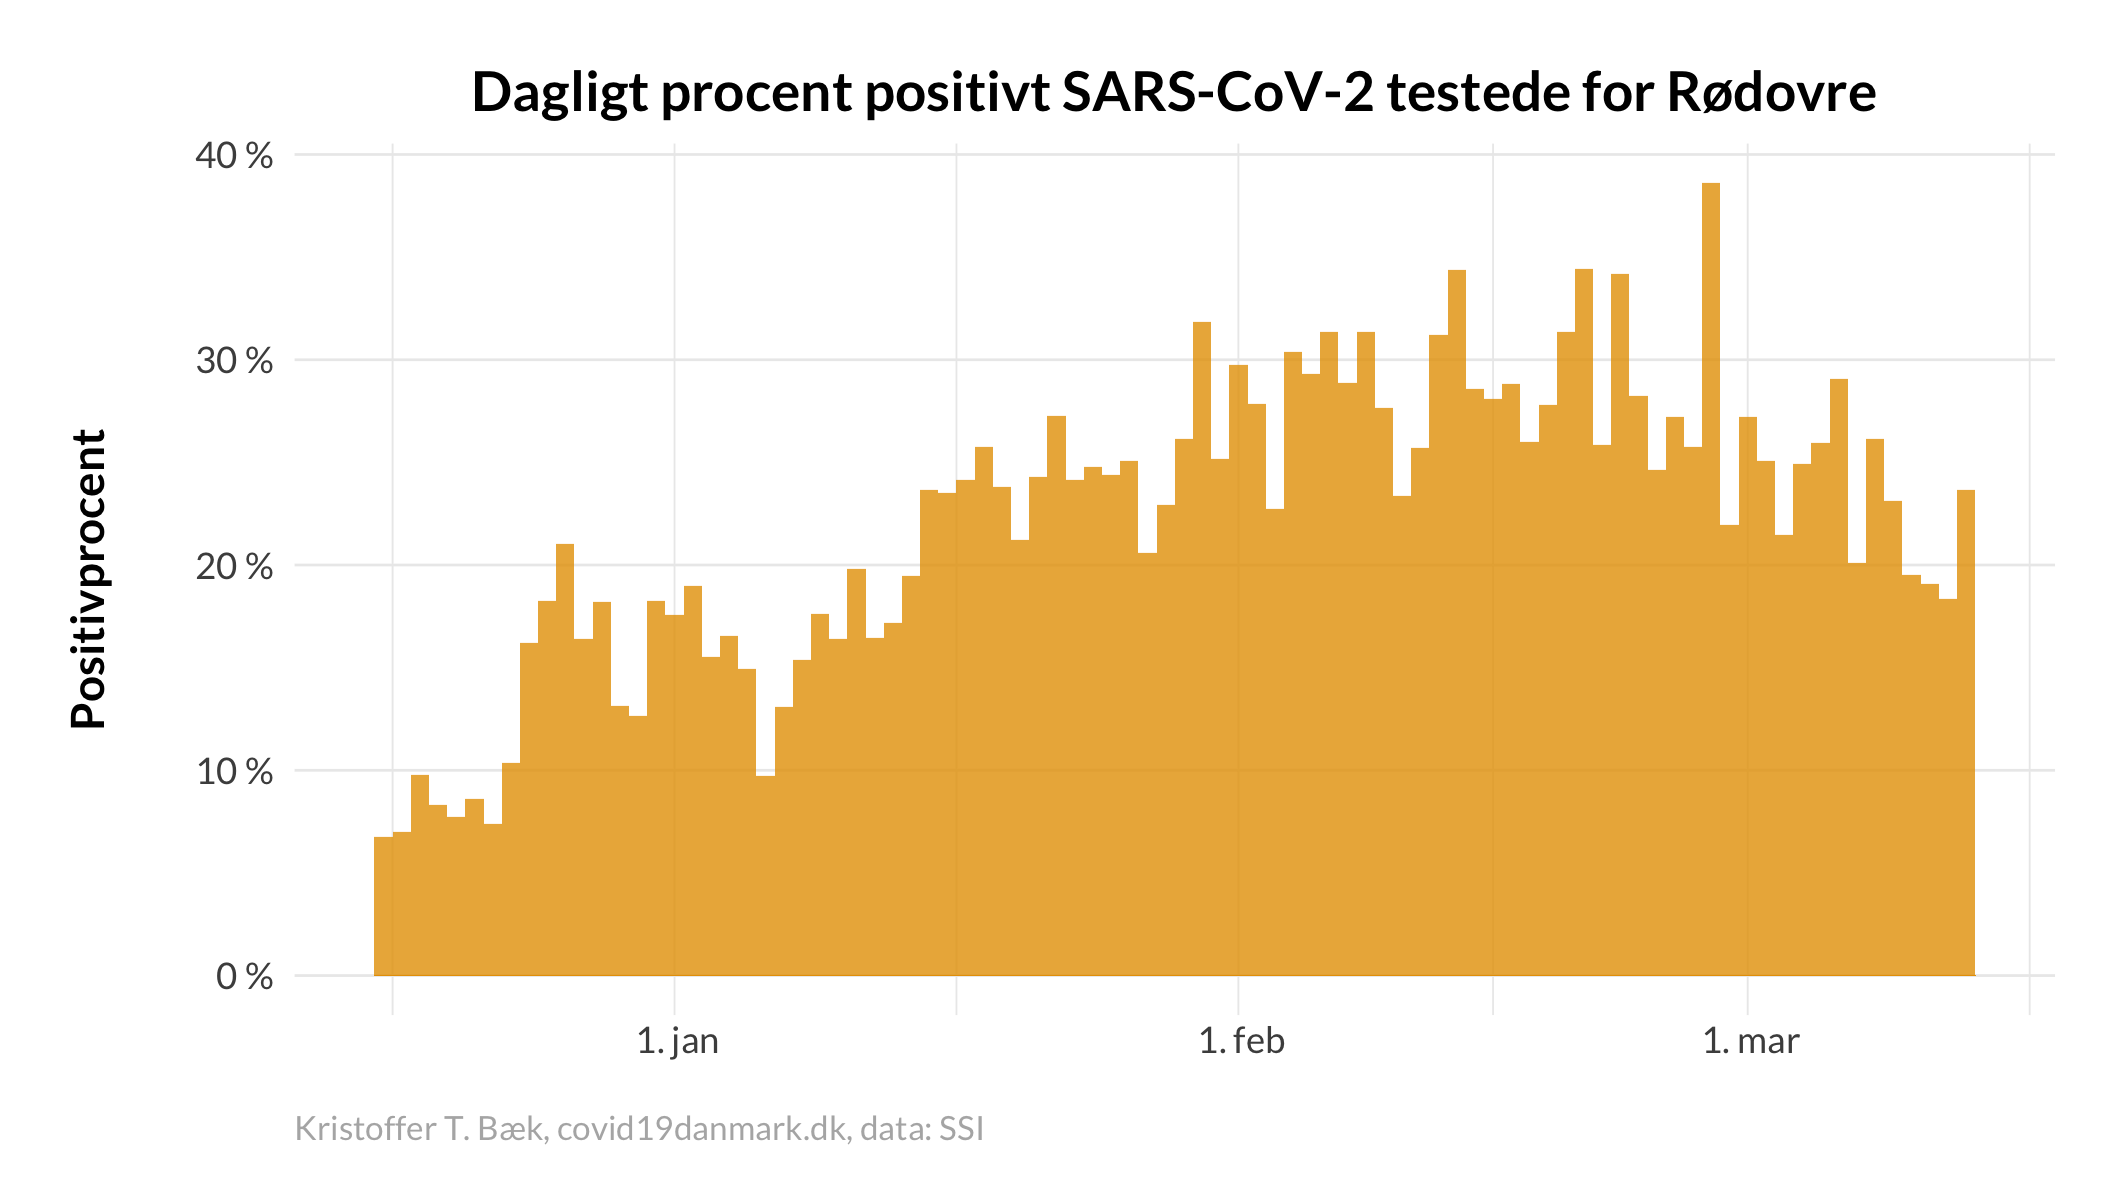 Dagligt procent positivt SARS-CoV-2 testede for Rødovre
Positivprocent
40 %
30 %
20 %
10 %
0 %
1. jan
1. feb
1. mar
Kristoffer T. Bæk, covid19danmark.dk, data: SSI